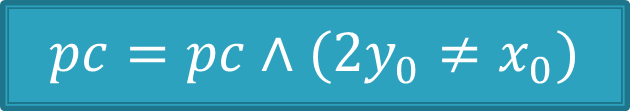 pc = pc ∧ (2y₀ ≠ x₀)